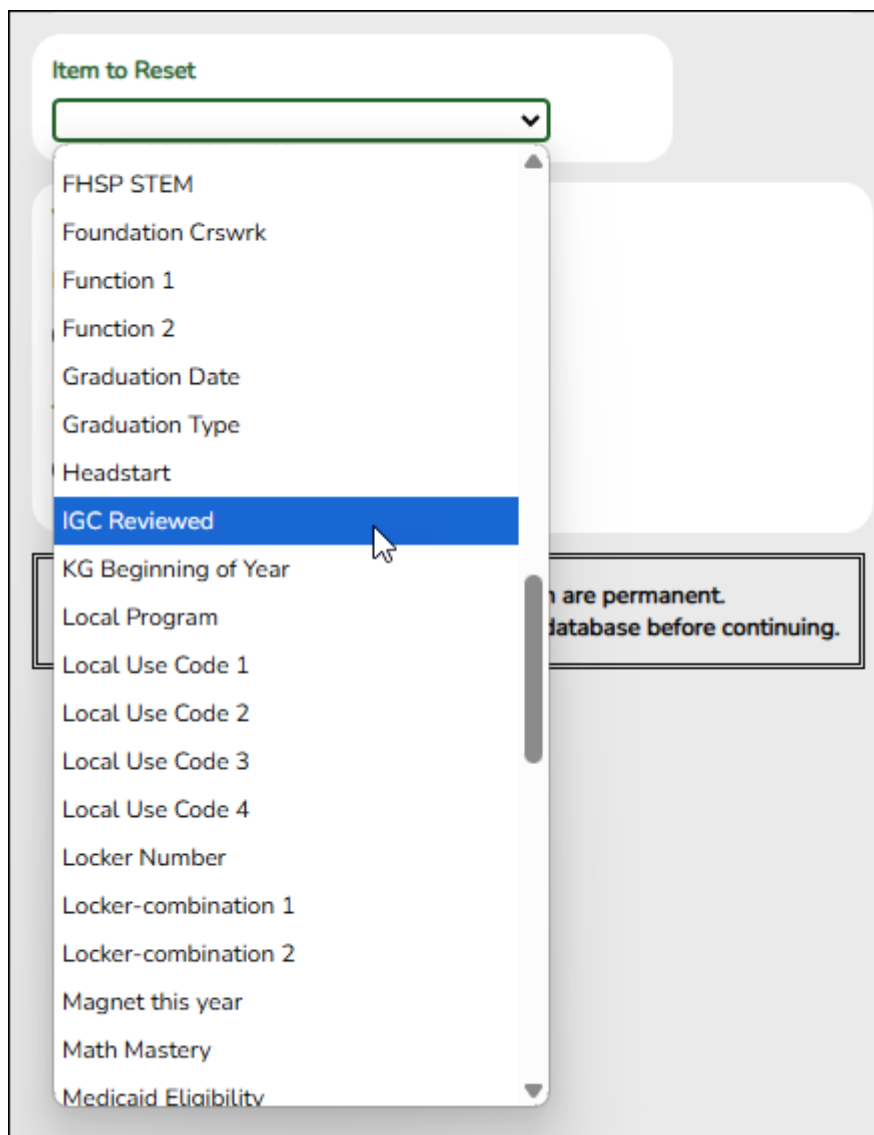 Item to Reset
FHSP STEM
Foundation Crswrk
Function 1
Function 2
Graduation Date
Graduation Type
Headstart
IGC Reviewed
KG Beginning of Year
are permanent.
Local Program
database before continuing.
Local Use Code 1
Local Use Code 2
Local Use Code 3
Local Use Code 4
Locker Number
Locker-combination 1
Locker-combination 2
Magnet this year
Math Mastery
Medicaid Eligibility